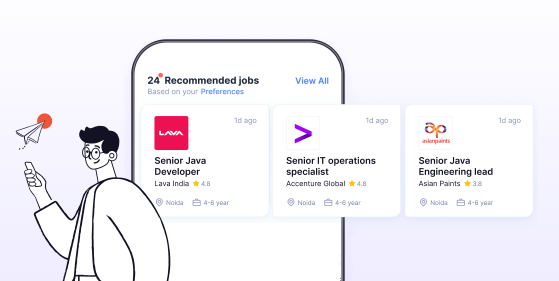 24 Recommended jobs
View All
Based on your Preferences
LAVA
1d ago
Senior Java
Developer
Lava India 4.8
Noida 4-6 year
1d ago
Senior IT operations
specialist
Accenture Global 4.8
Noida 4-6 year
ap
asianpaints
1d ago
Senior Java
Engineering lead
Asian Paints 3.8
Noida 4-6 year